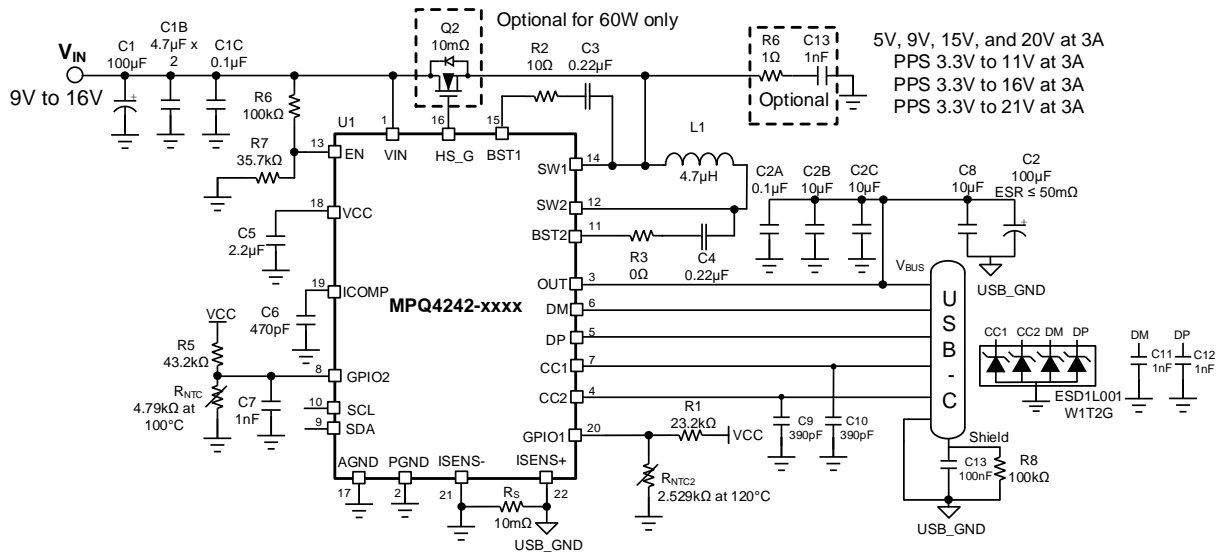 Optional for 60W only
5V, 9V, 15V, and 20V at 3A
PPS 3.3V to 11V at 3A
PPS 3.3V to 16V at 3A
PPS 3.3V to 21V at 3A
VIN
9V to 16V
C1
100µF
C1B
4.7µF x
2
C1C
0.1µF
Q2
10mΩ
R2
10Ω
C3
0.22µF
R6
1Ω
C13
1nF
Optional
R6
100kΩ
R7
35.7kΩ
U1
1
16
15
13
EN
VIN
HS_G
BST1
SW1
14
L1
4.7µH
18
VCC
SW2
12
C5
2.2µF
BST2
11
R3
0Ω
C4
0.22µF
C2A
0.1µF
C2B
10µF
C2C
10µF
C8
10µF
C2
100µF
ESR ≤ 50mΩ
USB_GND
VBUS
OUT
3
19
ICOMP
MPQ4242-xxxx
C6
470pF
DM
6
DP
5
CC1
7
CC2
4
USB-C
CC1 CC2 DM DP
ESD1L001
W1T2G
DM
C11
1nF
DP
C12
1nF
VCC
R5
43.2kΩ
RNTC
4.79kΩ at
100°C
C7
1nF
8
GPIO2
10
SCL
9
SDA
GPIO1
20
R1
23.2kΩ
VCC
C9
390pF
C10
390pF
RNTC2
2.529kΩ at 120°C
Shield
C13
100nF
R8
100kΩ
USB_GND
AGND
PGND
ISENS-
ISENS+
17
2
21
22
RS
10mΩ
USB_GND